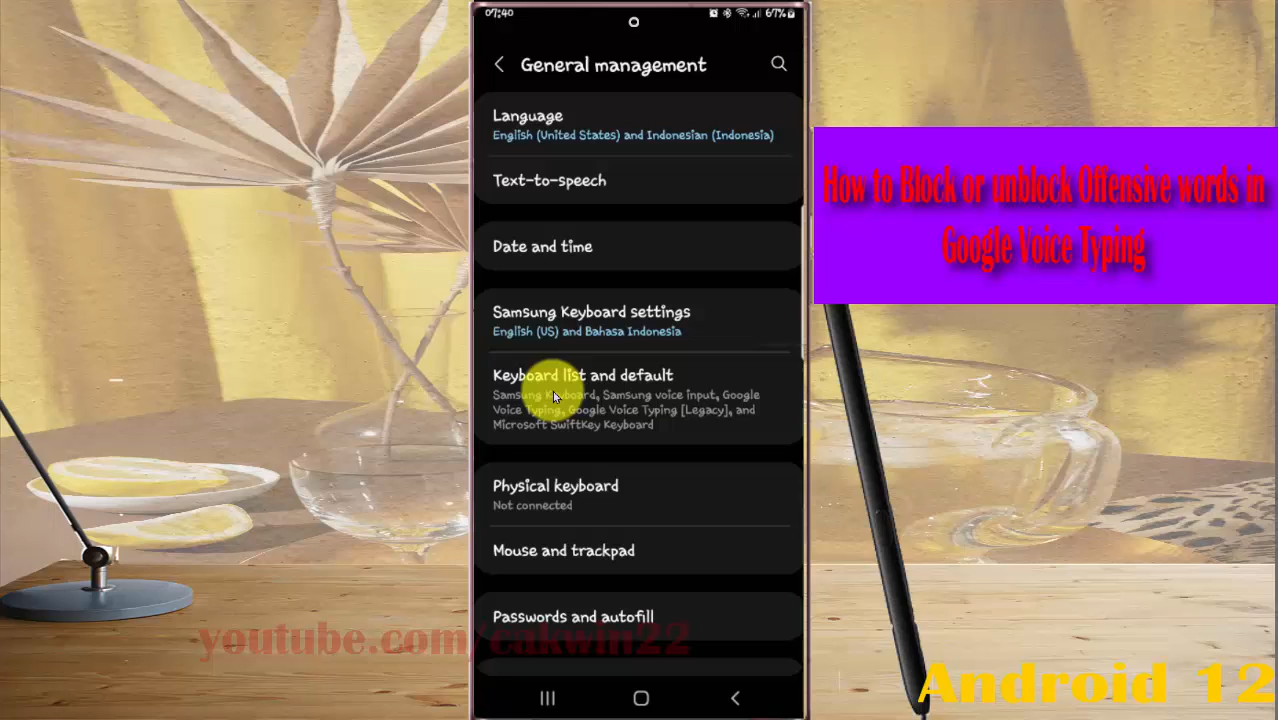 07:40
67%
General management
Language
English (United States) and Indonesian (Indonesia)
Text-to-speech
Date and time
Samsung Keyboard settings
English (US) and Bahasa Indonesia
Keyboard list and default
Samsung Keyboard, Samsung voice input, Google
Voice Typing, Google Voice Typing [Legacy], and
Microsoft SwiftKey Keyboard
Physical keyboard
Not connected
Mouse and trackpad
Passwords and autofill
How to Block or unblock Offensive words in
Google Voice Typing
youtube.com/cakwin22
Android 12